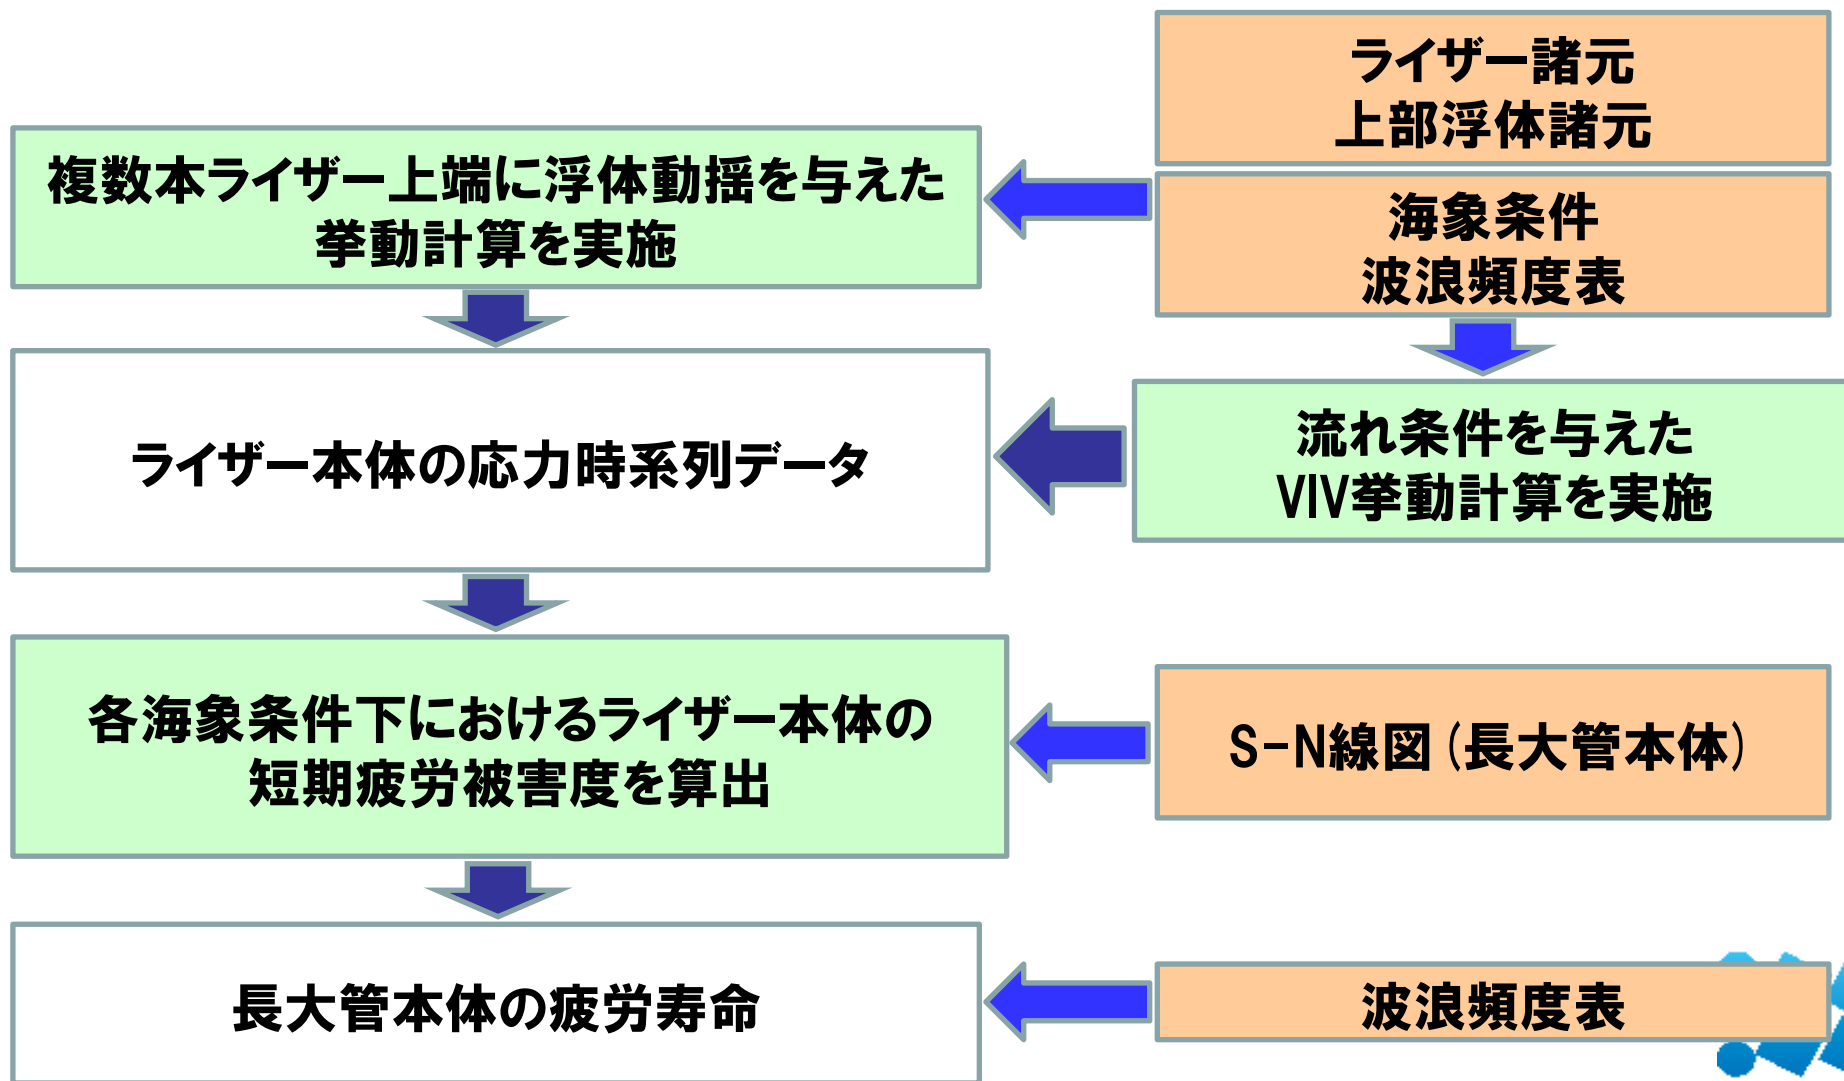 ライザー諸元
上部浮体諸元
複数本ライザー上端に浮体動揺を与えた
挙動計算を実施
海象条件
波浪頻度表
ライザー本体の応力時系列データ
流れ条件を与えた
VIV挙動計算を実施
各海象条件下におけるライザー本体の
短期疲労被害度を算出
S-N線図(長大管本体)
長大管本体の疲労寿命
波浪頻度表